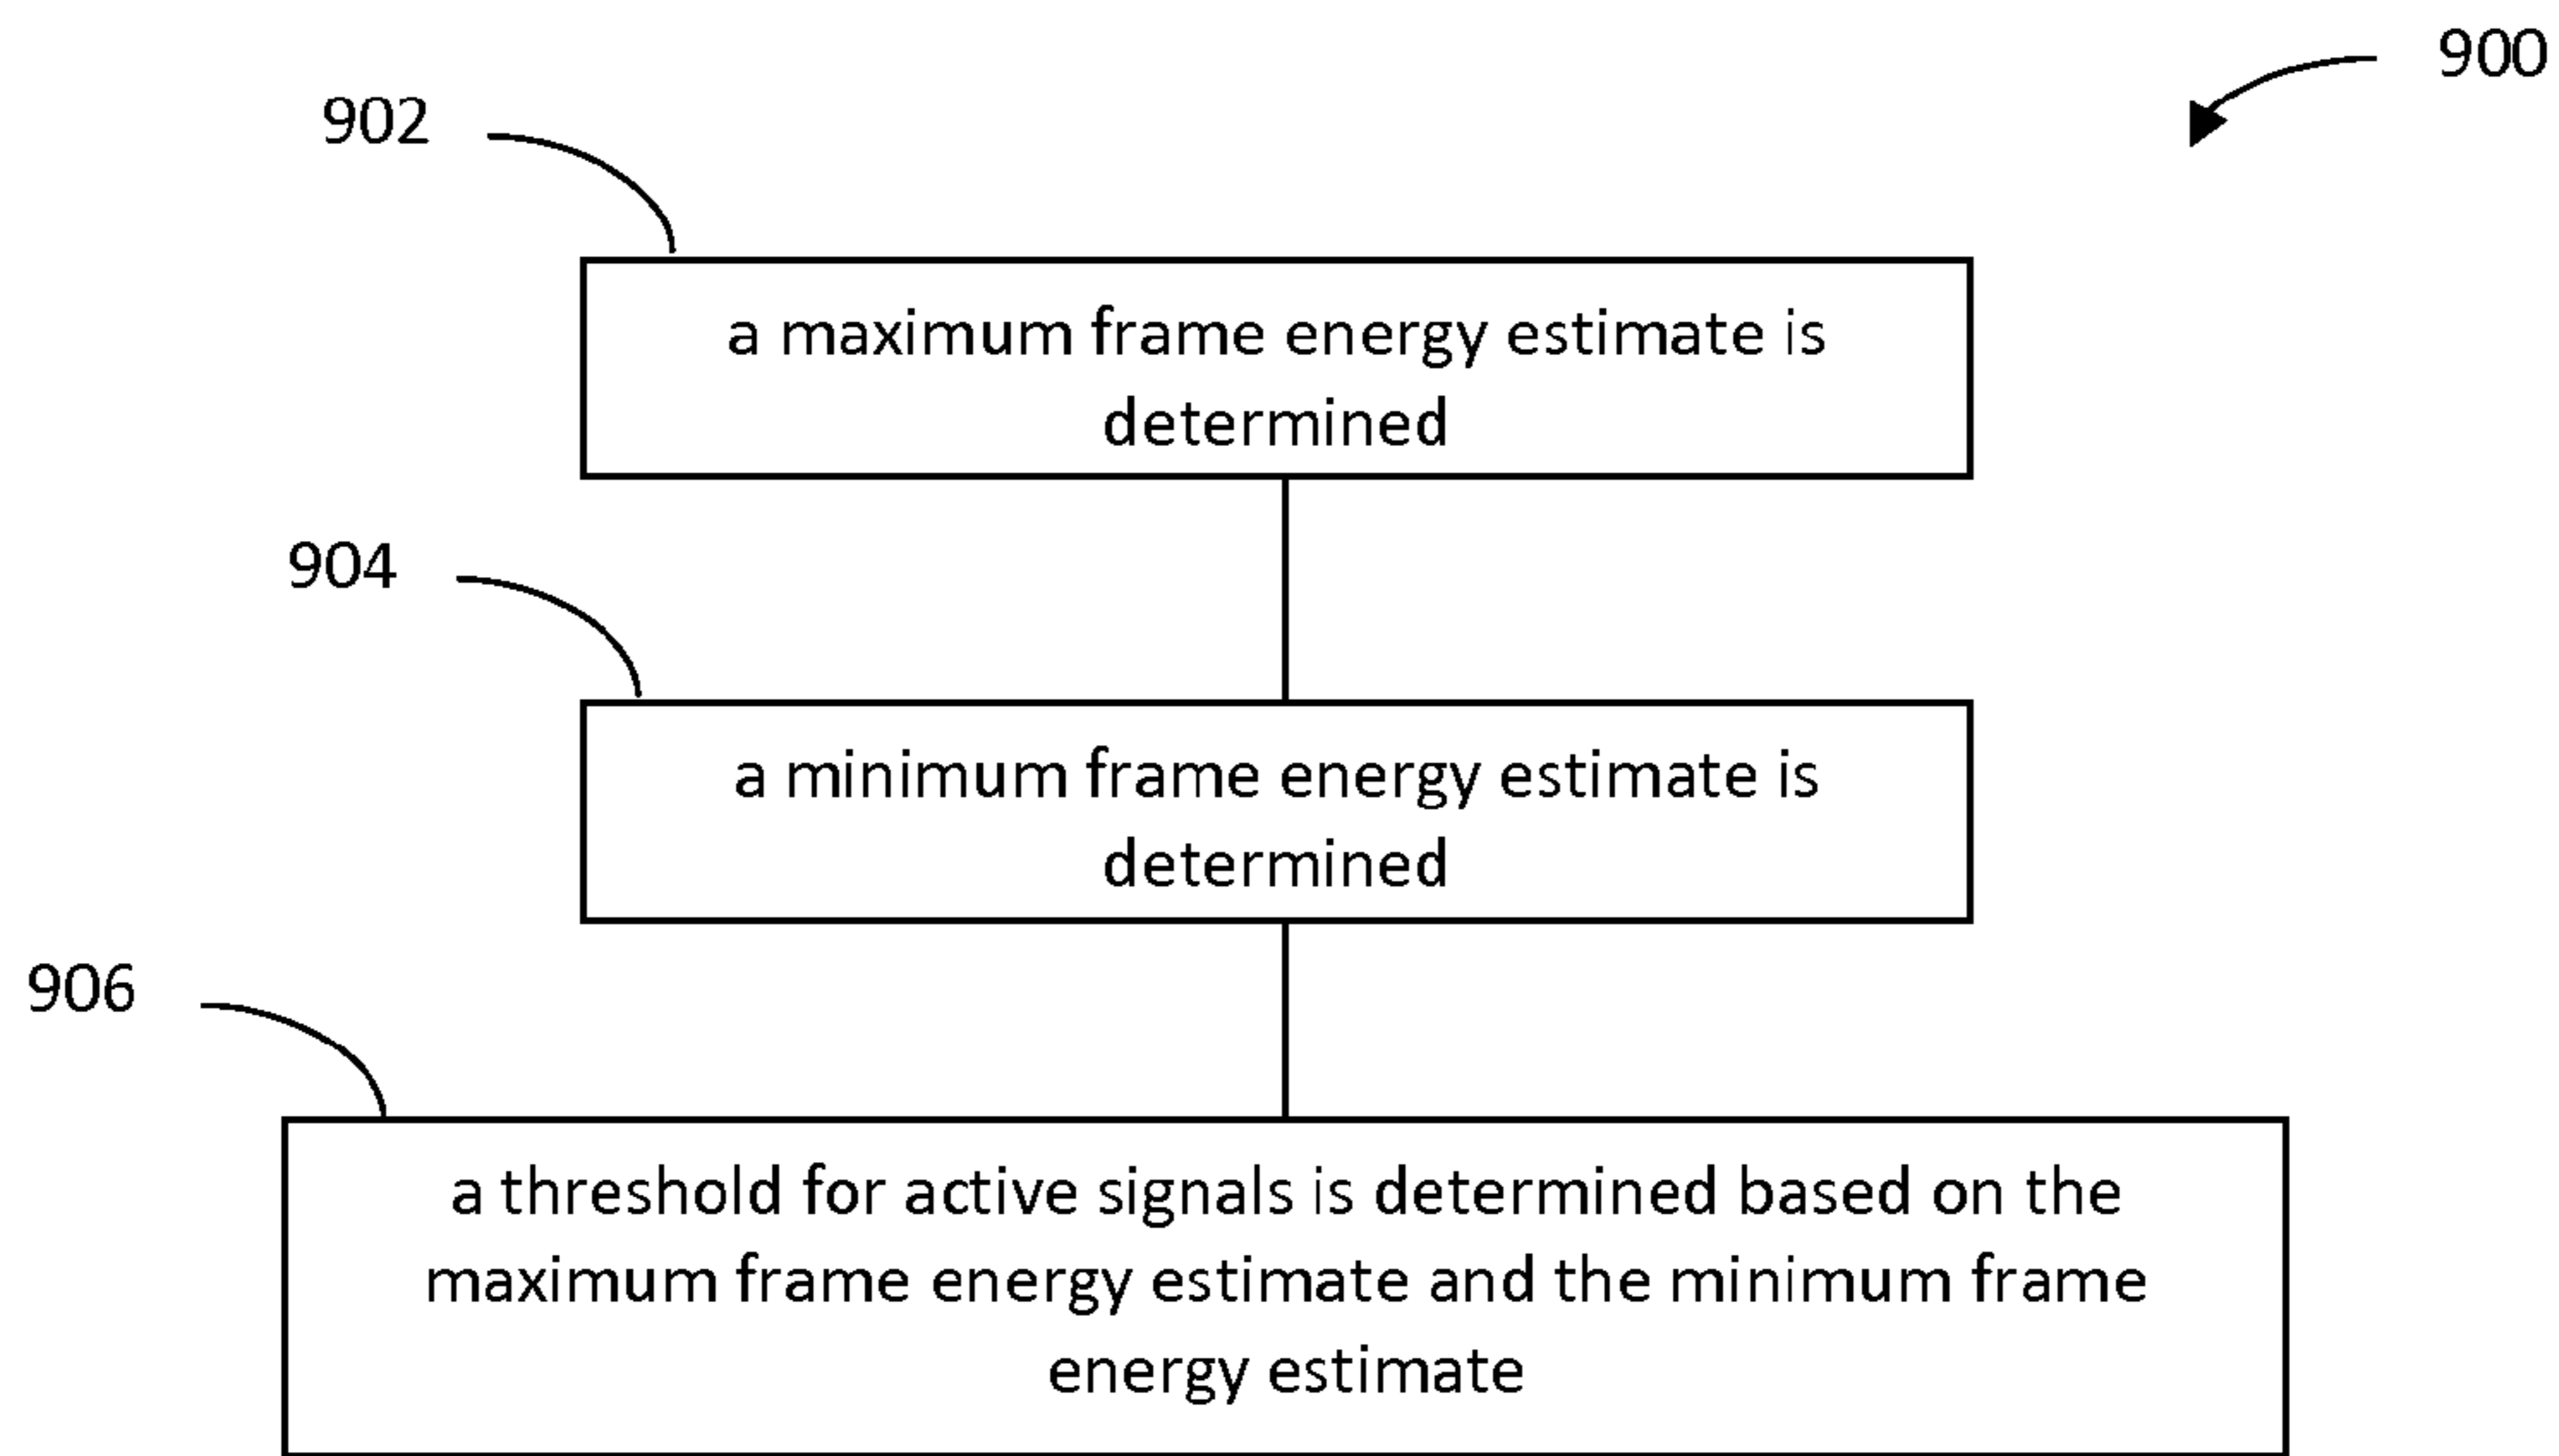 900
902
a maximum frame energy estimate is
determined
904
a minimum frame energy estimate is
determined
906
a threshold for active signals is determined based on the
maximum frame energy estimate and the minimum frame
energy estimate